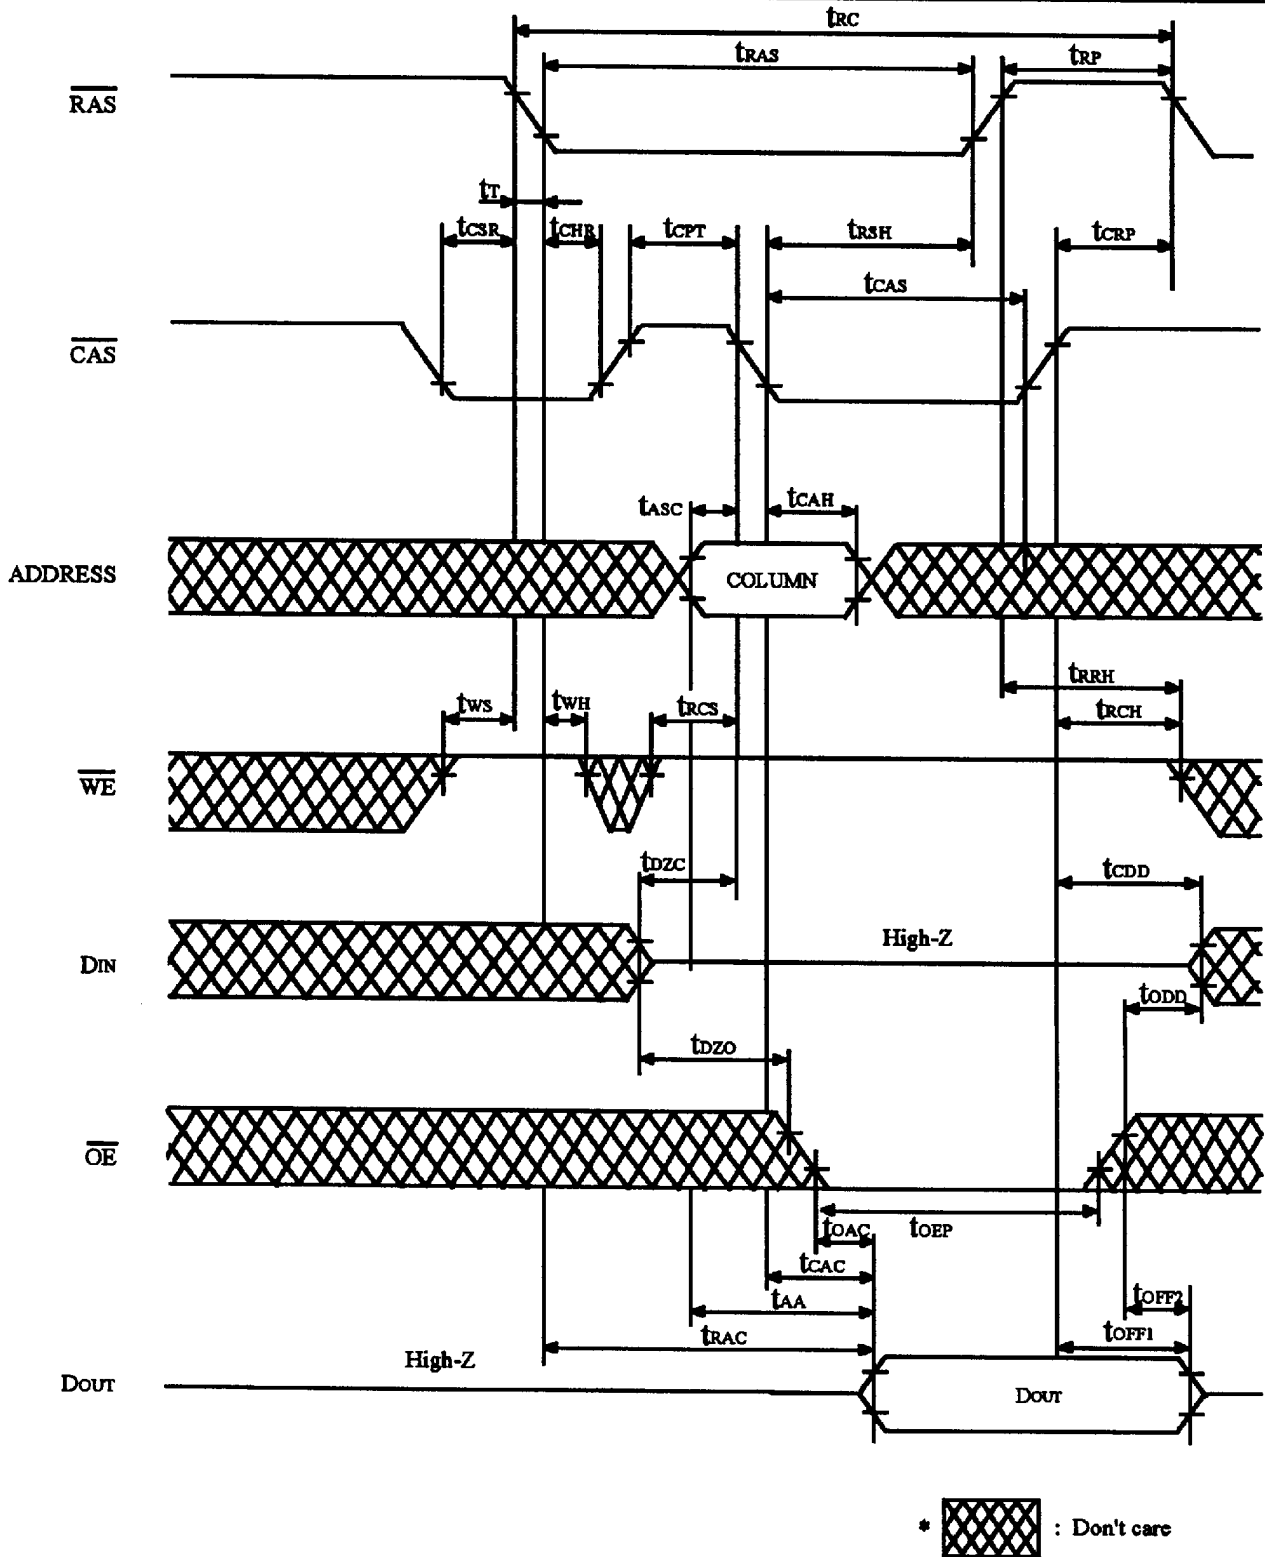 tRC
tRAS
tRP
RAS
tT
tCSR
tCHR
tCPT
tRSH
tCRP
tCAS
CAS
tASC
tCAH
ADDRESS
COLUMN
tRRH
tWS
tWH
tRCS
tRCH
WE
tDZC
tCDD
High-Z
DIN
tODD
tDZO
OE
tOAC
tOEP
tCAC
tAA
tOFF2
tRAC
tOFF1
High-Z
DOUT
DOUT
* : Don't care